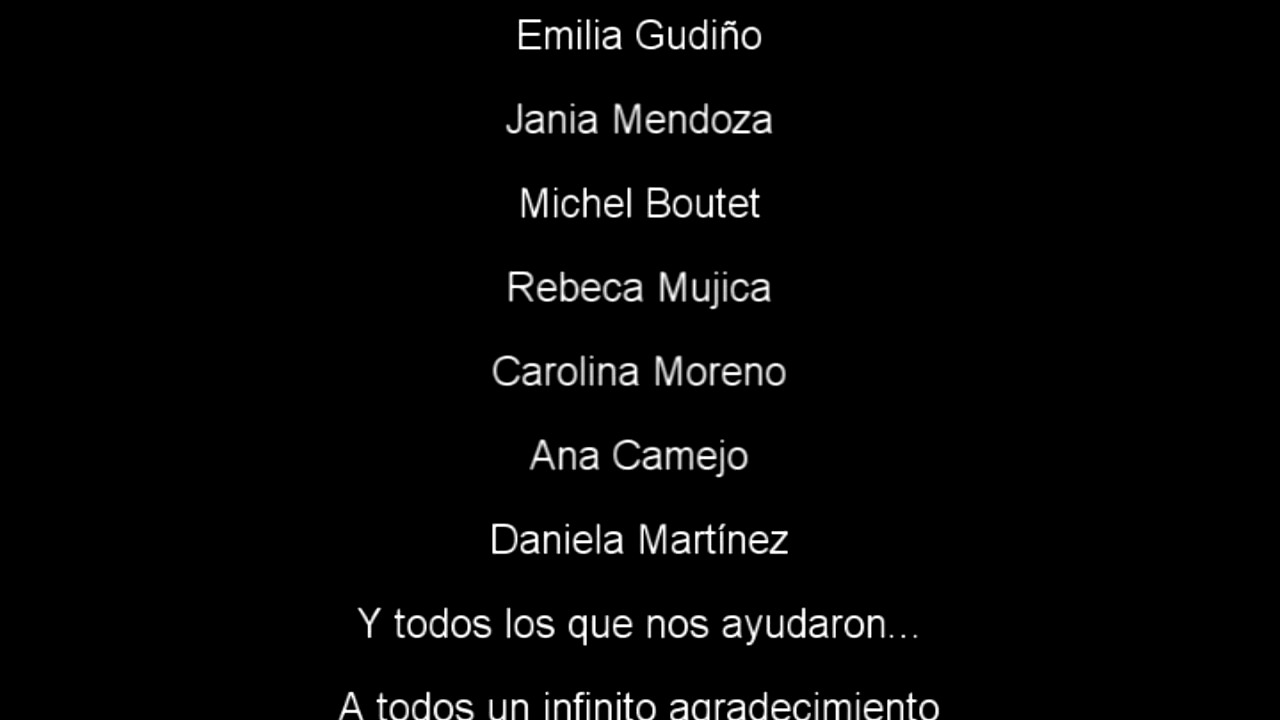 Emilia Gudiño
Jania Mendoza
Michel Boutet
Rebeca Mujica
Carolina Moreno
Ana Camejo
Daniela Martínez
Y todos los que nos ayudaron...
A todos un infinito agradecimiento